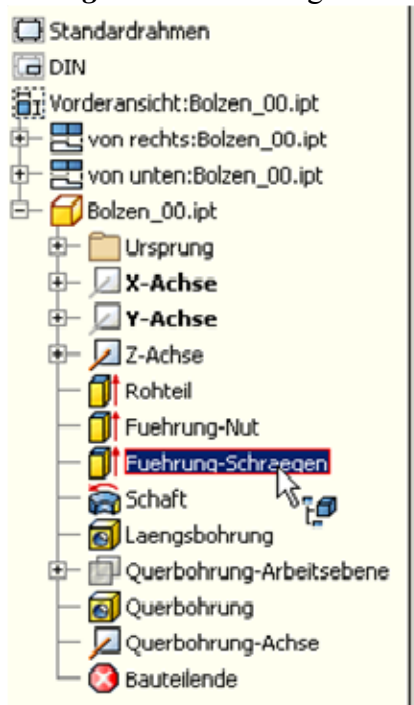 Standardrahmen
DIN
Vorderansicht:Bolzen_00.ipt
von rechts:Bolzen_00.ipt
von unten:Bolzen_00.ipt
Bolzen_00.ipt
Ursprung
X-Achse
Y-Achse
Z-Achse
Rohteil
Fuehrung-Nut
Fuehrung-Schraegen
Schaft
Laengsbohrung
Querbohrung-Arbeitsebene
Querbohrung
Querbohrung-Achse
Bauteilende